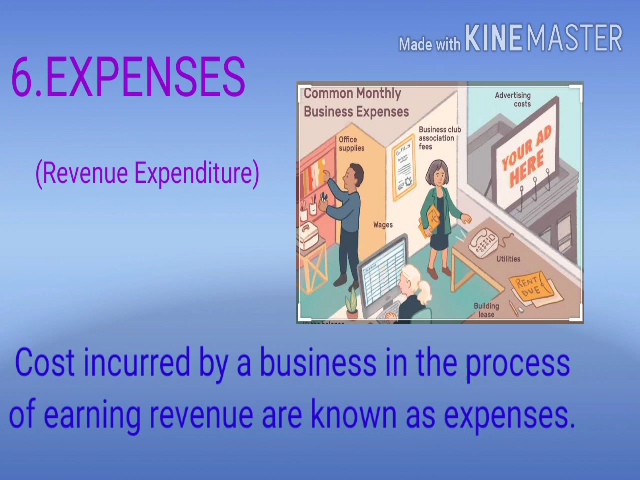 Made with KINEMASTER
6.EXPENSES
(Revenue Expenditure)
Common Monthly
Business Expenses
Advertising
costs
Office
supplies
Business club
association
fees
YOUR AD
HERE
Wages
Utilities
RENT
DUE
Building
lease
Cost incurred by a business in the process
of earning revenue are known as expenses.